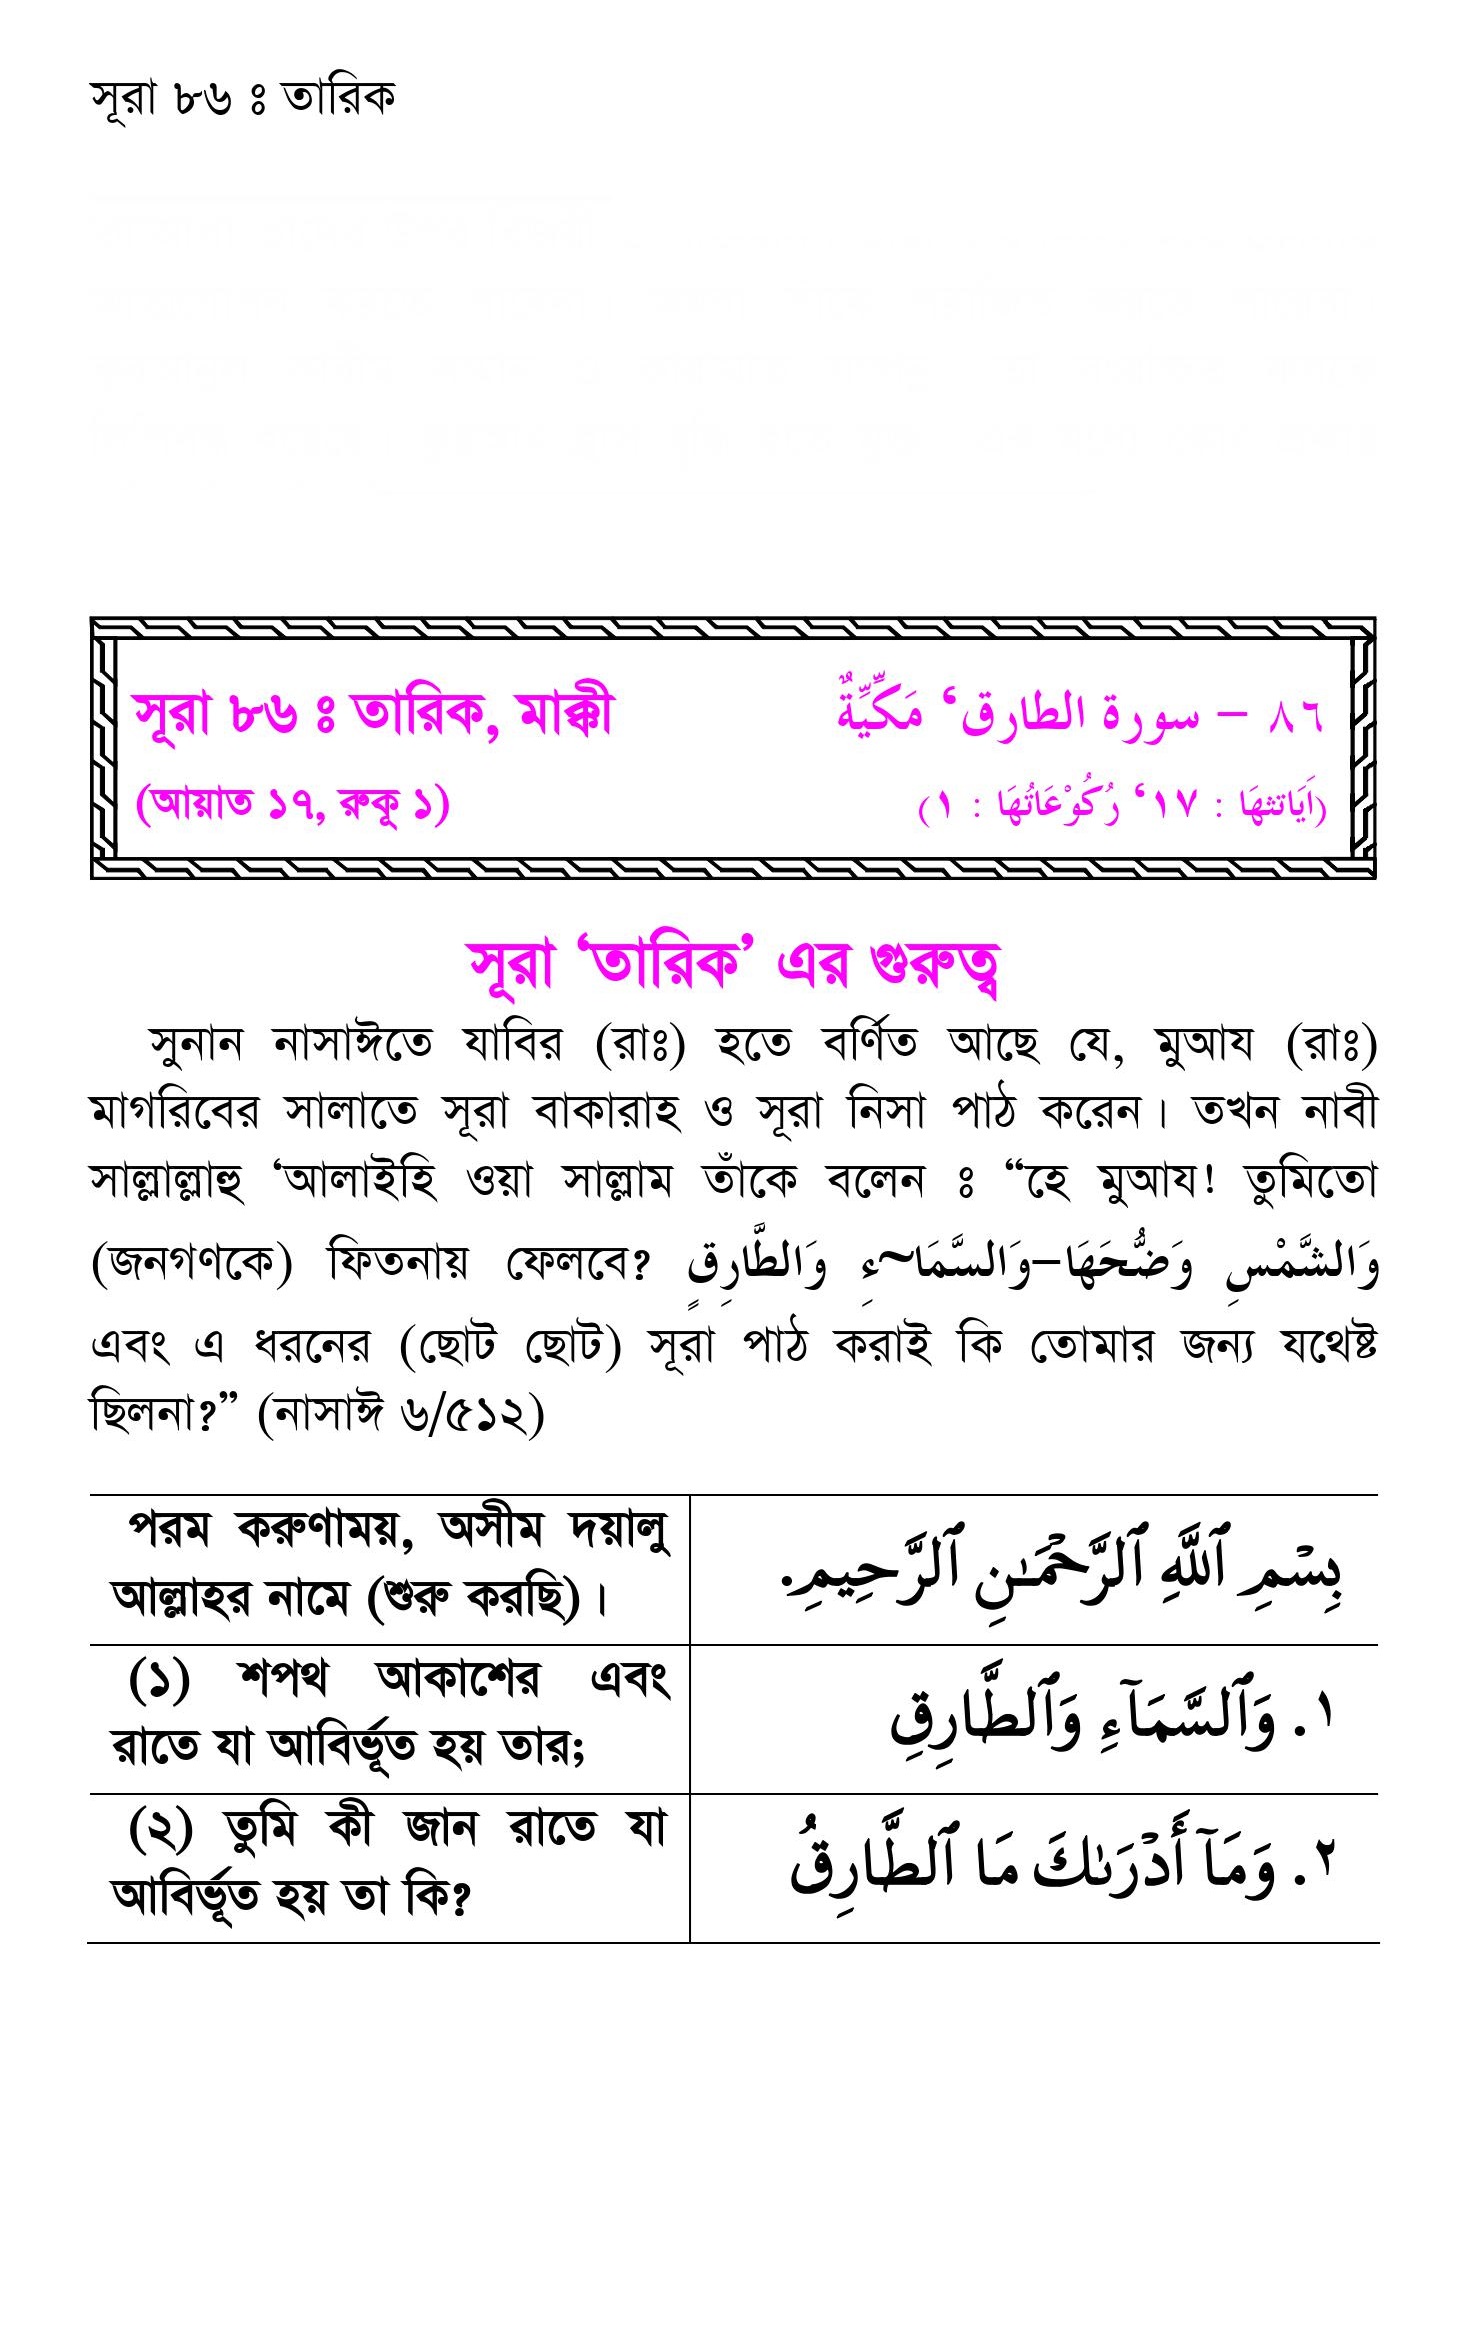 সূরা ৮৬ ঃ তারিক
সূরা ৮৬ ঃ তারিক, মাক্কী
٨٦ – سورة الطارق‘ مَكِّيِّةٌ
(আয়াত ১৭, রুকূ ১)
(اَيَاتثهَا : ١٧‘ رُكُوْعَاتُهَا : ١)
সূরা ‘তারিক’ এর গুরুত্ব
সুনান নাসাঈতে যাবির (রাঃ) হতে বর্ণিত আছে যে, মুআয (রাঃ)
মাগরিবের সালাতে সূরা বাকারাহ ও সূরা নিসা পাঠ করেন। তখন নাবী
সাল্লাল্লাহু ‘আলাইহি ওয়া সাল্লাম তাঁকে বলেন ঃ “হে মুআয! তুমিতো
(জনগণকে) ফিতনায় ফেলবে? وَالشَّمْسِ وَضُّحَهَا–وَالسَّمَا~ءِ وَالطَّارِقٍ
এবং এ ধরনের (ছোট ছোট) সূরা পাঠ করাই কি তোমার জন্য যথেষ্ট
ছিলনা?” (নাসাঈ ৬/৫১২)
পরম করুণাময়, অসীম দয়ালু
আল্লাহর নামে (শুরু করছি)।
بِسْمِ ٱللَّهِ ٱلرَّحْمَـٰنِ ٱلرَّحِيمِ.
(১) শপথ আকাশের এবং
রাতে যা আবির্ভূত হয় তার;
١. وَٱلسَّمَآءِ وَٱلطَّارِقِ
(২) তুমি কী জান রাতে যা
আবির্ভূত হয় তা কি?
٢. وَمَآ أَدْرَىٰكَ مَا ٱلطَّارِقُ